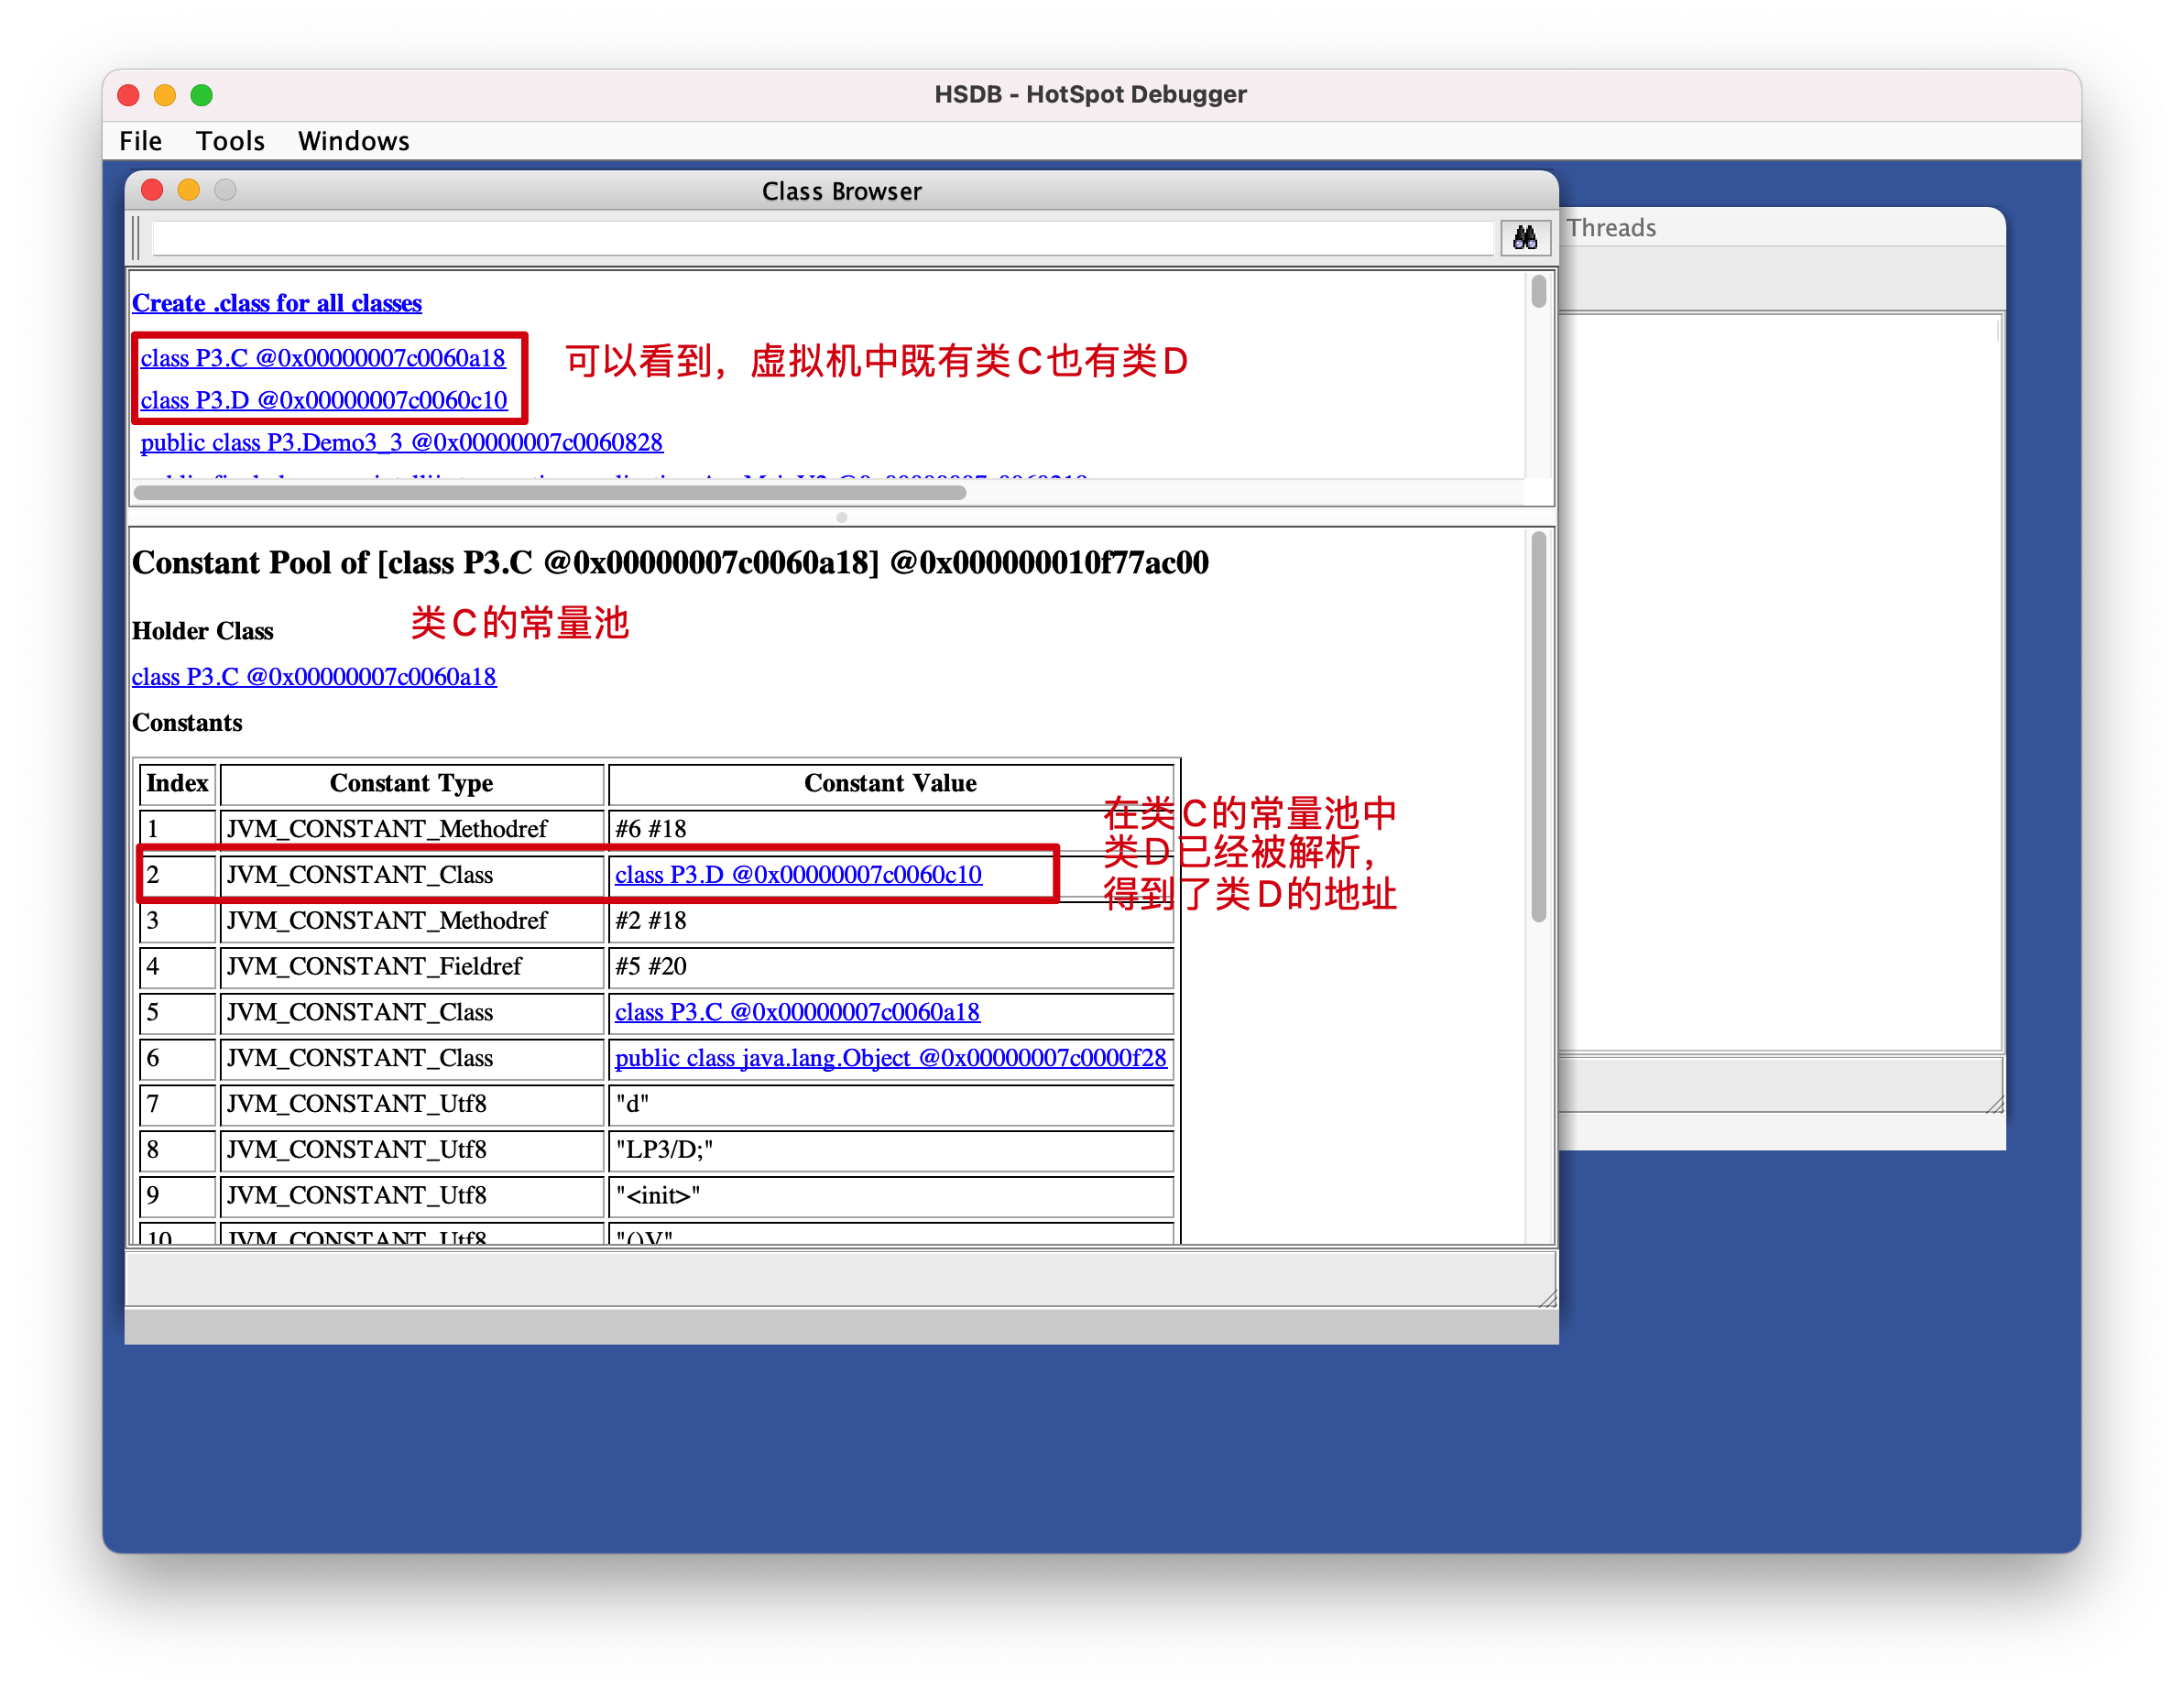 HSDB - HotSpot Debugger
File Tools Windows
Class Browser
Threads
Create .class for all classes
class P3.C @0x00000007c0060a18
可以看到，虚拟机中既有类C也有类D
class P3.D @0x00000007c0060c10
public class P3.Demo3_3 @0x00000007c0060828
Constant Pool of [class P3.C @0x00000007c0060a18] @0x000000010f77ac00
类C的常量池
Holder Class
class P3.C @0x00000007c0060a18
Constants
Index Constant Type Constant Value
在类C的常量池中
类D已经被解析，
得到了类D的地址
1 JVM_CONSTANT_Methodref #6 #18
2 JVM_CONSTANT_Class class P3.D @0x00000007c0060c10
3 JVM_CONSTANT_Methodref #2 #18
4 JVM_CONSTANT_Fieldref #5 #20
5 JVM_CONSTANT_Class class P3.C @0x00000007c0060a18
6 JVM_CONSTANT_Class public class java.lang.Object @0x00000007c0000f28
7 JVM_CONSTANT_Utf8 "d"
8 JVM_CONSTANT_Utf8 "LP3/D;"
9 JVM_CONSTANT_Utf8 "<init>"
10 JVM_CONSTANT_Utf8 "()V"